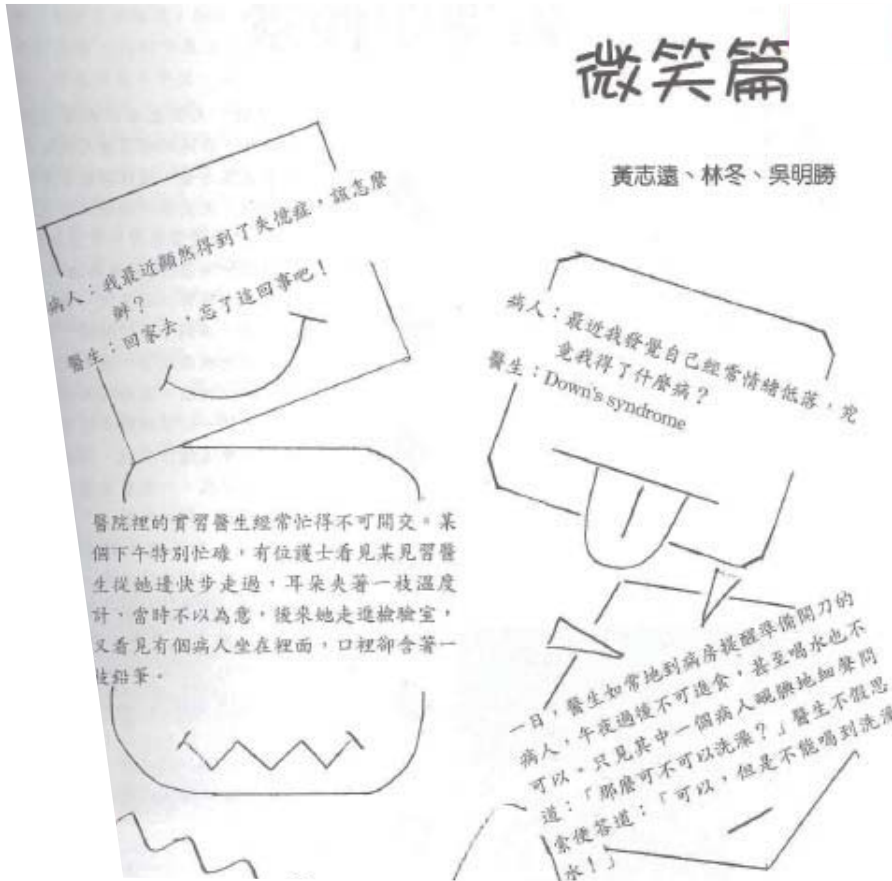 微笑篇
黃志遠、林冬、吳明勝
病人：我最近顯然得到了失憶症，該怎麼
辦？
醫生：回家去，忘了這回事吧！
病人：最近我發覺自己經常情緒低落，究
竟我得了什麼病？
醫生：Down's syndrome
醫院裡的實習醫生經常忙得不可開交。某
個下午特別忙碌，有位護士看見某見習醫
生從她邊快步走過，耳朵夾著一枝溫度
計、當時不以為意，後來她走進檢驗室，
又看見有個病人坐在裡面，口裡卻含著一
枝鉛筆。
一日，醫生如常地到病房提醒準備開刀的
病人，午夜過後不可進食，甚至喝水也不
可以。只見其中一個病人靦腆地細聲問
道：「那麼可不可以洗澡？」醫生不假思
索便答道：「可以，但是不能喝到洗澡
水！」